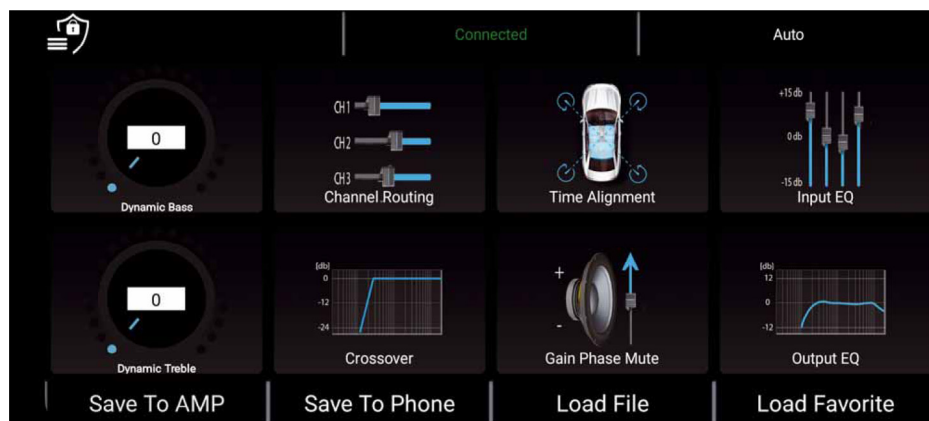 Connected
Auto
0
Dynamic Bass
CH1
CH2
CH3
Channel Routing
Time Alignment
+15 db
0 db
-15 db
Input EQ
0
Dynamic Treble
[db]
0
-12
-24
Crossover
+
-
Gain Phase Mute
[db]
12
0
-12
Output EQ
Save To AMP
Save To Phone
Load File
Load Favorite